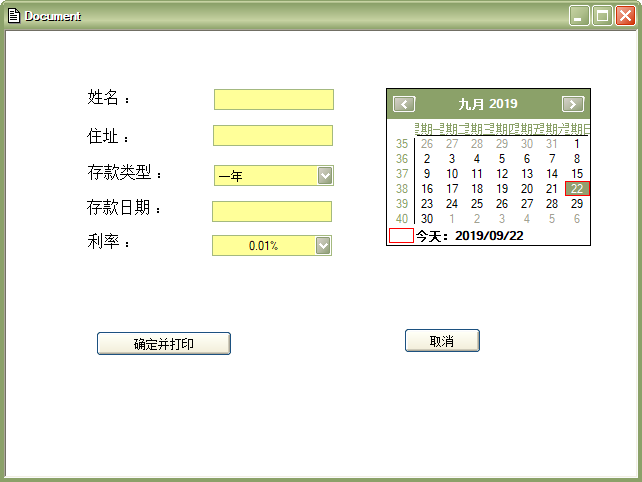 Document
姓名：
住址：
存款类型：
一年
存款日期：
利率：
0.01%
九月 2019
星期一 星期二 星期三 星期四 星期五 星期六 星期日
35 26 27 28 29 30 31 1
36 2 3 4 5 6 7 8
37 9 10 11 12 13 14 15
38 16 17 18 19 20 21 22
39 23 24 25 26 27 28 29
40 30 1 2 3 4 5 6
今天：2019/09/22
确定并打印
取消